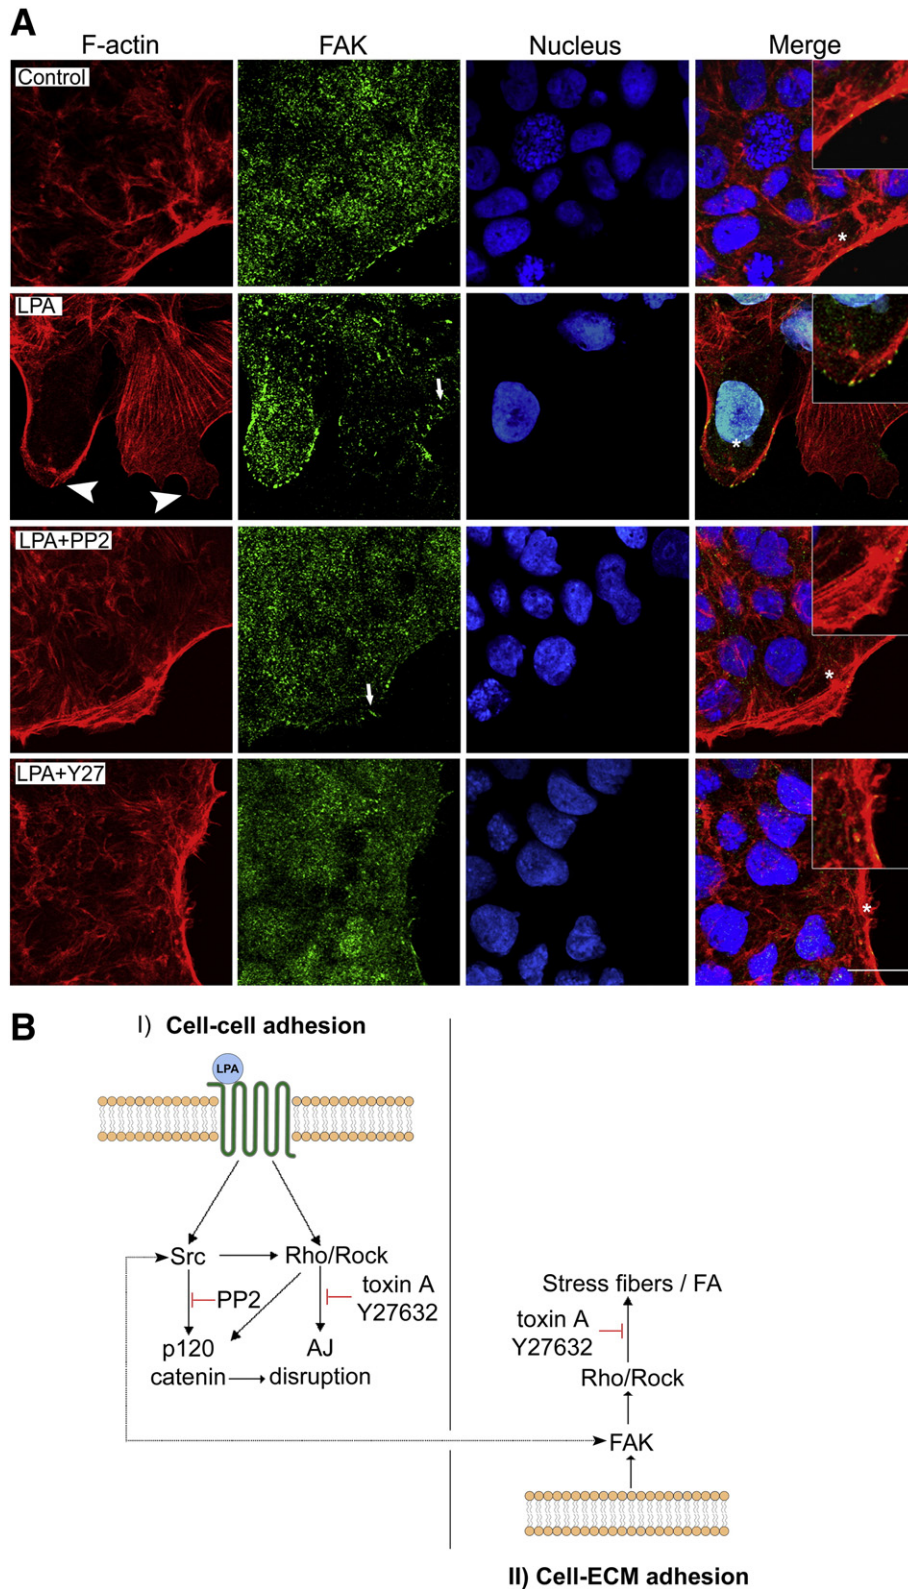 A
F-actin FAK Nucleus Merge
Control
*
LPA
*
LPA+PP2
*
LPA+Y27
*
B
I) Cell-cell adhesion
LPA
Src Rho/Rock
PP2
toxin A
Y27632
p120 AJ
catenin disruption
Stress fibers / FA
toxin A
Y27632
Rho/Rock
FAK
II) Cell-ECM adhesion